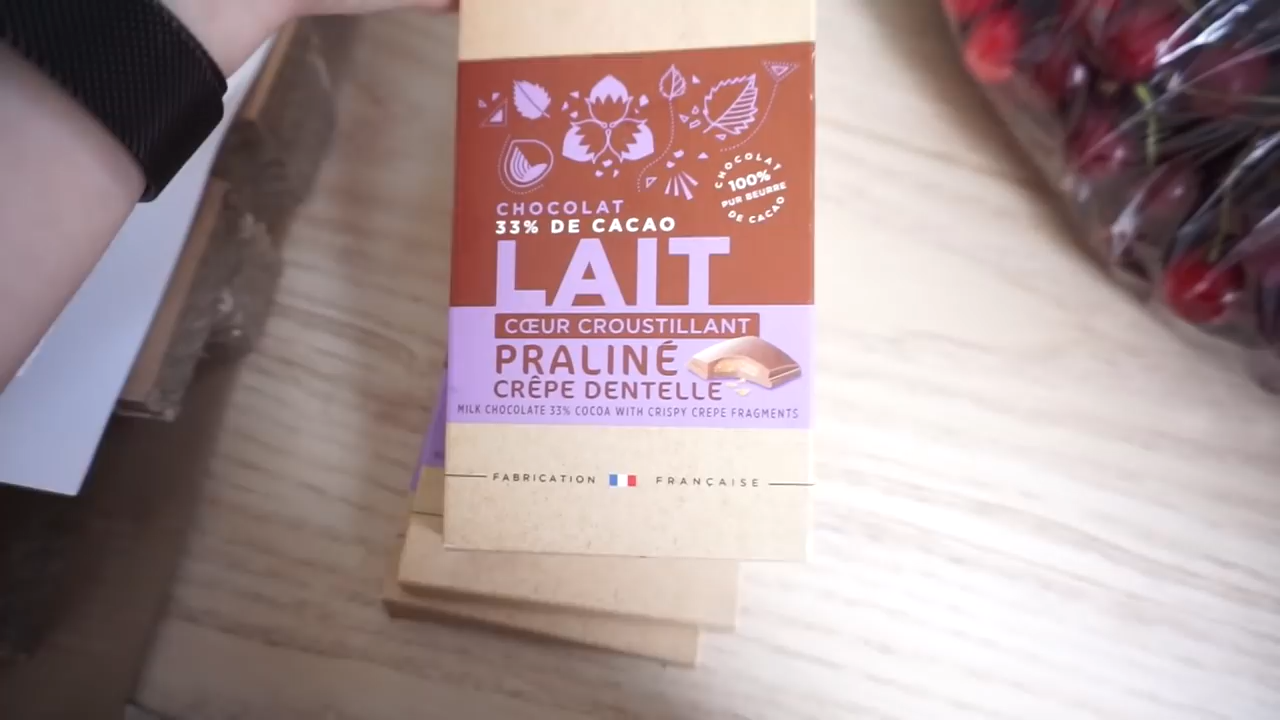 CHOCOLAT
100%
PUR BEURRE
DE CACAO
CHOCOLAT
33% DE CACAO
LAIT
CŒUR CROUSTILLANT
PRALINÉ
CRÊPE DENTELLE
MILK CHOCOLATE 33% COCOA WITH CRISPY CREPE FRAGMENTS
FABRICATION FRANÇAISE